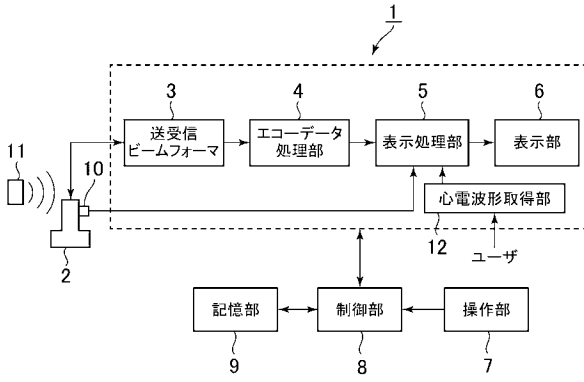 1
3
4
5
6
送受信
ビームフォーマ
エコーデータ
処理部
表示処理部
表示部
11
10
心電波形取得部
12
ユーザ
2
記憶部
制御部
操作部
9
8
7